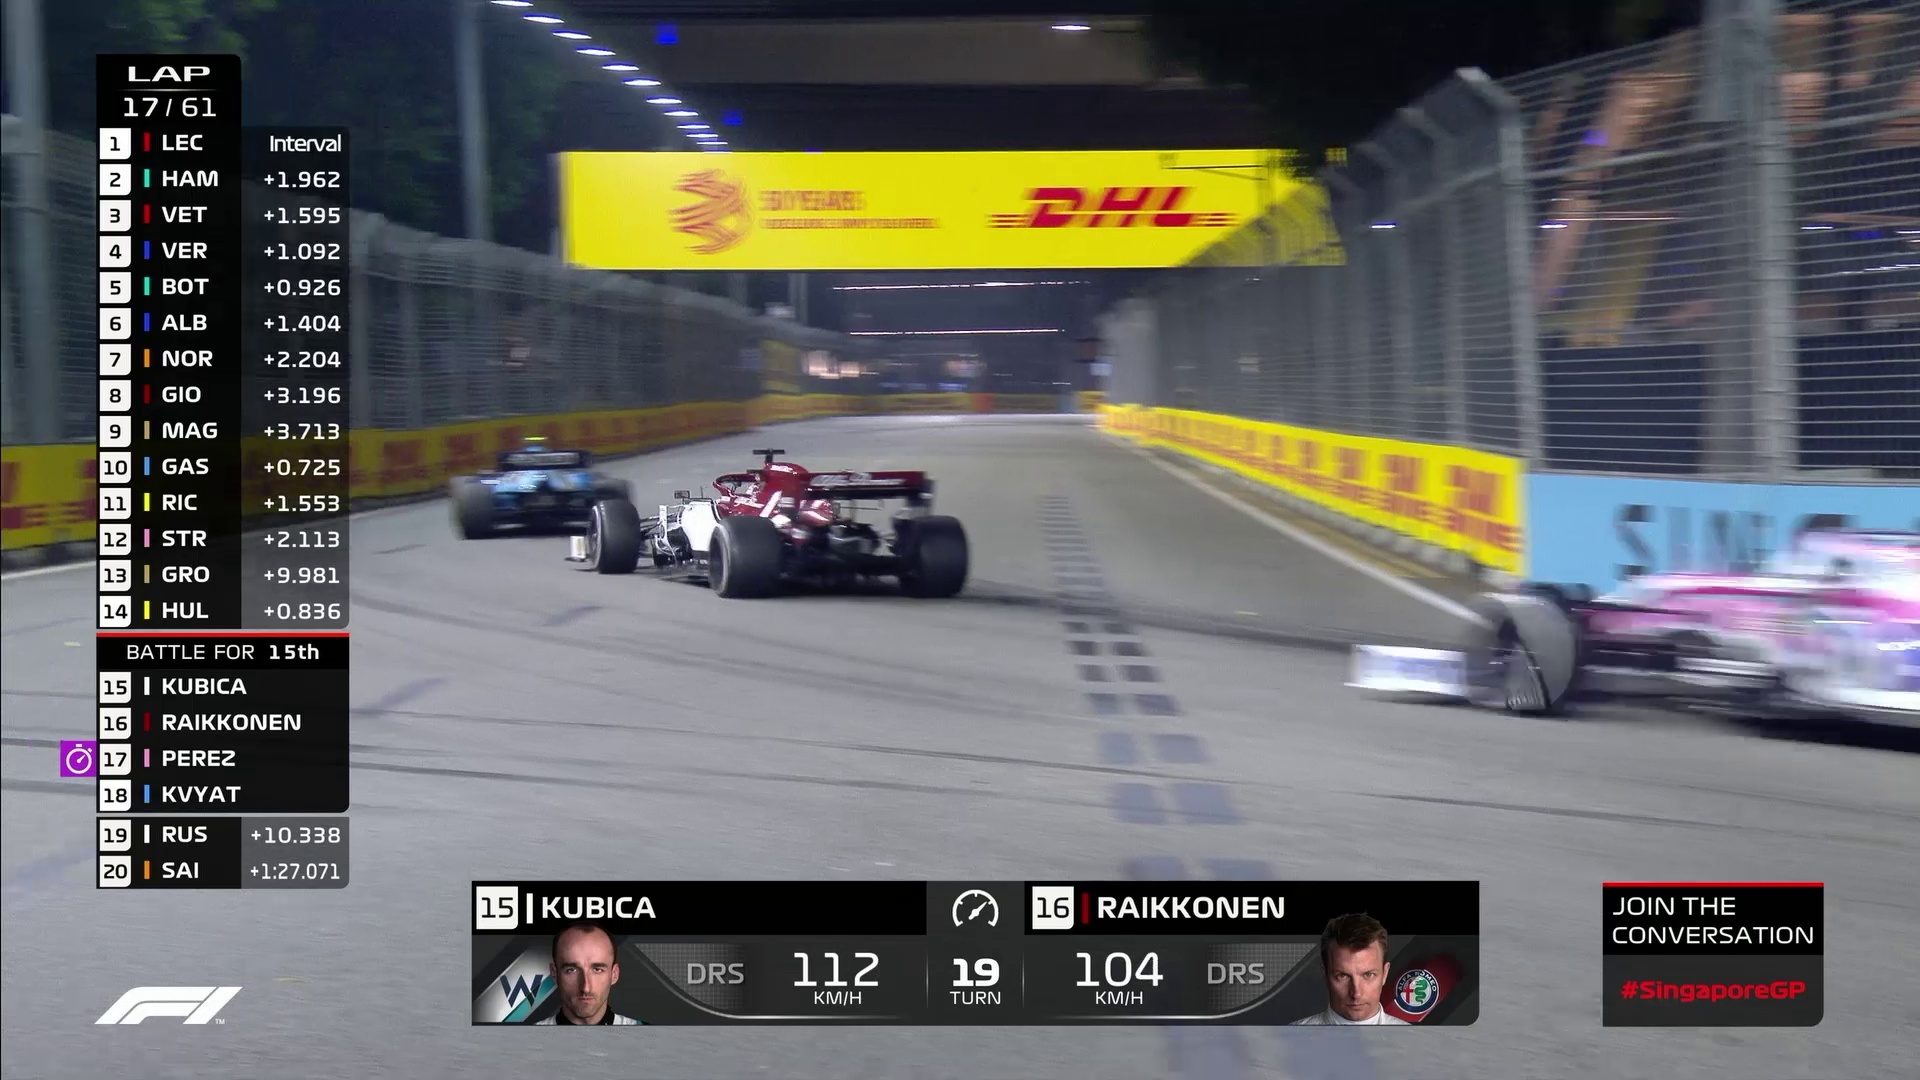 LAP
17/61
1 LEC Interval
2 HAM +1.962
3 VET +1.595
4 VER +1.092
5 BOT +0.926
6 ALB +1.404
7 NOR +2.204
8 GIO +3.196
9 MAG +3.713
10 GAS +0.725
11 RIC +1.553
12 STR +2.113
13 GRO +9.981
14 HUL +0.836
BATTLE FOR 15th
15 KUBICA
16 RAIKKONEN
17 PEREZ
18 KVYAT
19 RUS +10.338
20 SAI +1:27.071
DHL
SING
15 KUBICA
DRS 112 KM/H
19 TURN
16 RAIKKONEN
104 KM/H DRS
JOIN THE
CONVERSATION
#SingaporeGP
F1